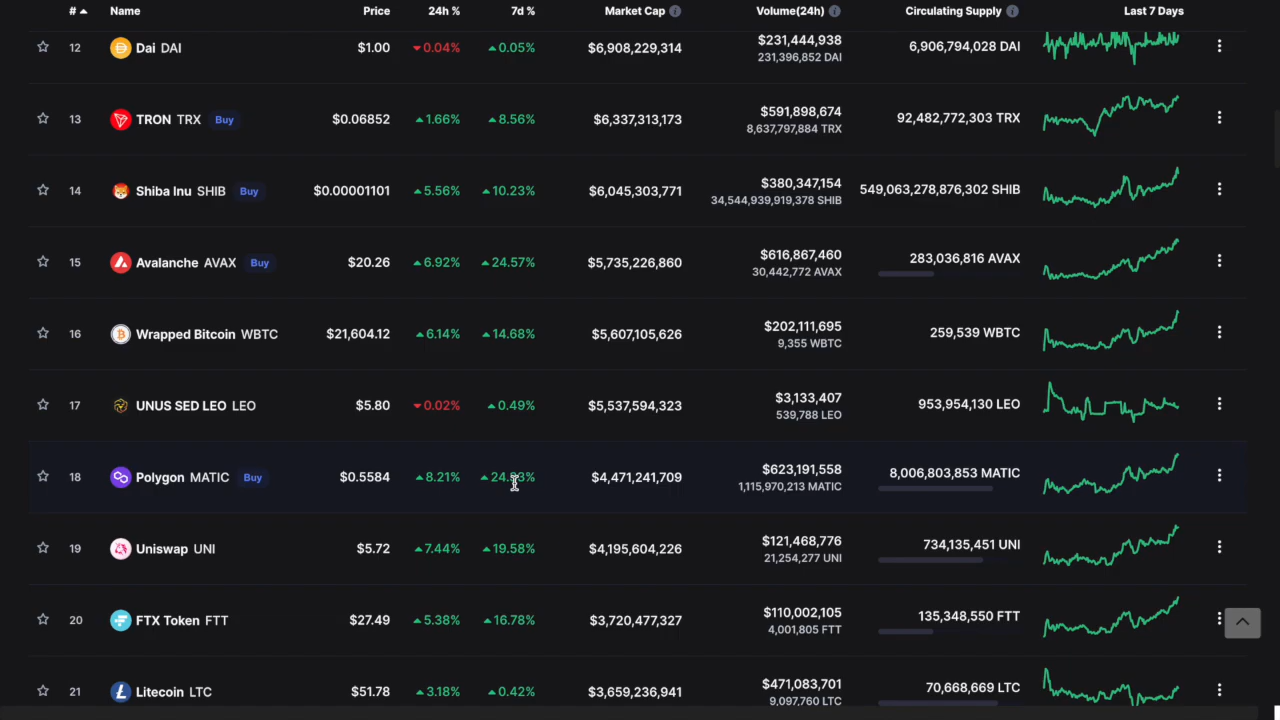 # Name Price 24h % 7d % Market Cap Volume(24h) Circulating Supply Last 7 Days
12 Dai DAI $1.00 0.04% 0.05% $6,908,229,314 $231,444,938 6,906,794,028 DAI
231,396,852 DAI
13 TRON TRX Buy $0.06852 1.66% 8.56% $6,337,313,173 $591,898,674 92,482,772,303 TRX
8,637,797,884 TRX
14 Shiba Inu SHIB Buy $0.00001101 5.56% 10.23% $6,045,303,771 $380,347,154 549,063,278,876,302 SHIB
34,544,939,919,378 SHIB
15 Avalanche AVAX Buy $20.26 6.92% 24.57% $5,735,226,860 $616,867,460 283,036,816 AVAX
30,442,772 AVAX
16 Wrapped Bitcoin WBTC $21,604.12 6.14% 14.68% $5,607,105,626 $202,111,695 259,539 WBTC
9,355 WBTC
17 UNUS SED LEO LEO $5.80 0.02% 0.49% $5,537,594,323 $3,133,407 953,954,130 LEO
539,788 LEO
18 Polygon MATIC Buy $0.5584 8.21% $4,471,241,709 $623,191,558 8,006,803,853 MATIC
1,115,970,213 MATIC
19 Uniswap UNI $5.72 7.44% 19.58% $4,195,604,226 $121,468,776 734,135,451 UNI
21,254,277 UNI
20 FTX Token FTT $27.49 5.38% 16.78% $3,720,477,327 $110,002,105 135,348,550 FTT
4,001,805 FTT
21 Litecoin LTC $51.78 3.18% 0.42% $3,659,236,941 $471,083,701 70,668,669 LTC
9,097,760 LTC